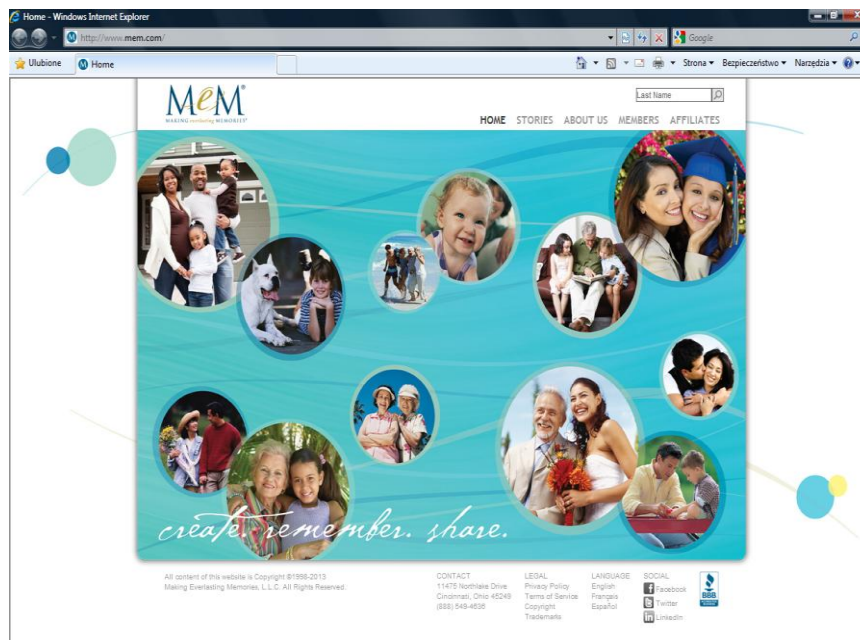 Home - Windows Internet Explorer
http://www.mem.com/
Google
Ulubione
Home
Strona
Bezpieczeństwo
Narzędzia
MeM®
MAKING everlasting MEMORIES®
Last Name
HOME STORIES ABOUT US MEMBERS AFFILIATES
create. remember. share.
All content of this website is Copyright ©1998-2013
Making Everlasting Memories, L.L.C. All Rights Reserved.
CONTACT
11475 Northlake Drive
Cincinnati, Ohio 45249
(888) 549-4636
LEGAL
Privacy Policy
Terms of Service
Copyright
Trademarks
LANGUAGE
English
Français
Español
SOCIAL
Facebook
Twitter
LinkedIn
BBB